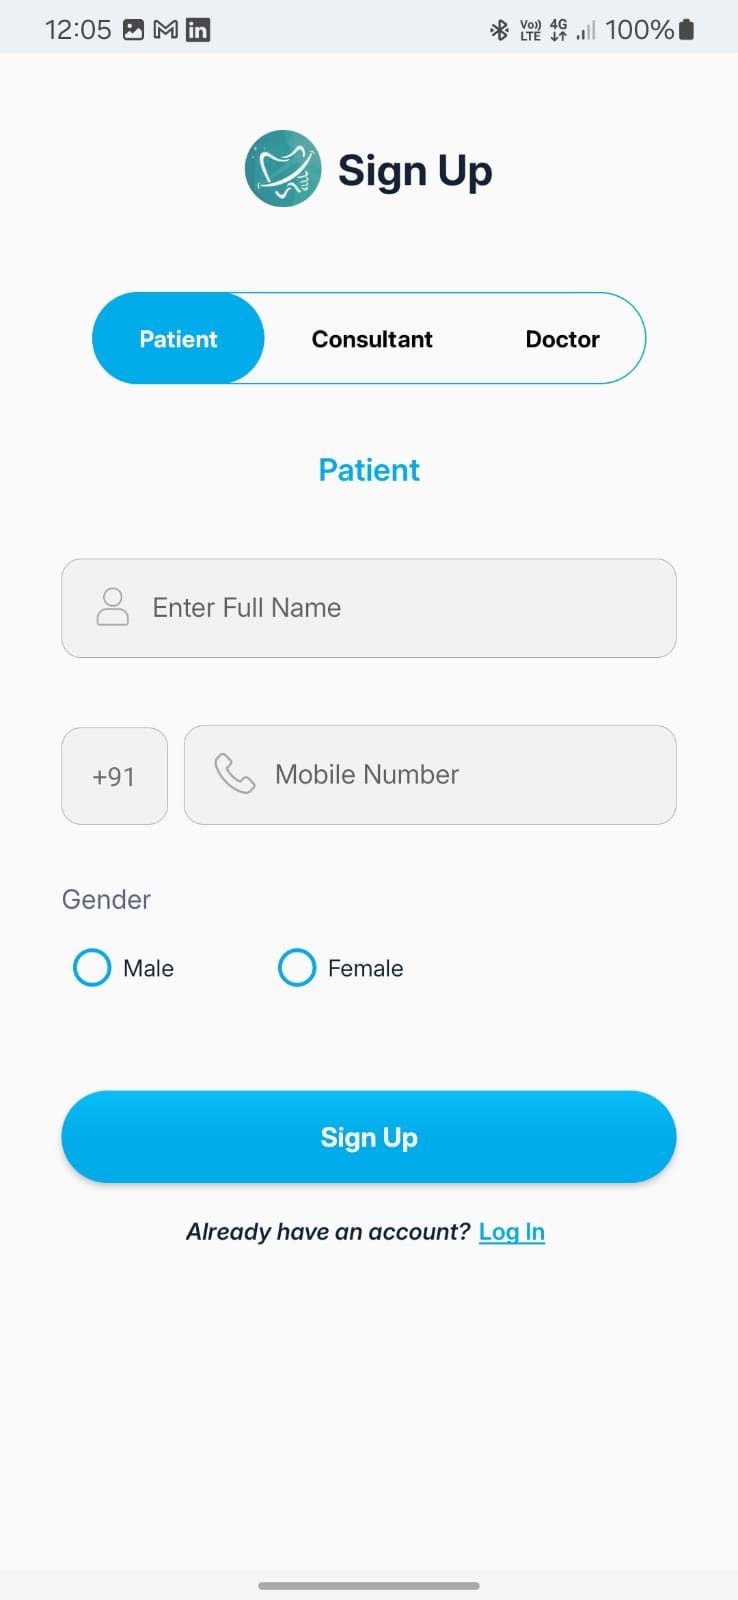 12:05 Vo)) LTE 4G 100%
Sign Up
Patient Consultant Doctor
Patient
Enter Full Name
+91 Mobile Number
Gender
Male Female
Sign Up
Already have an account? Log In